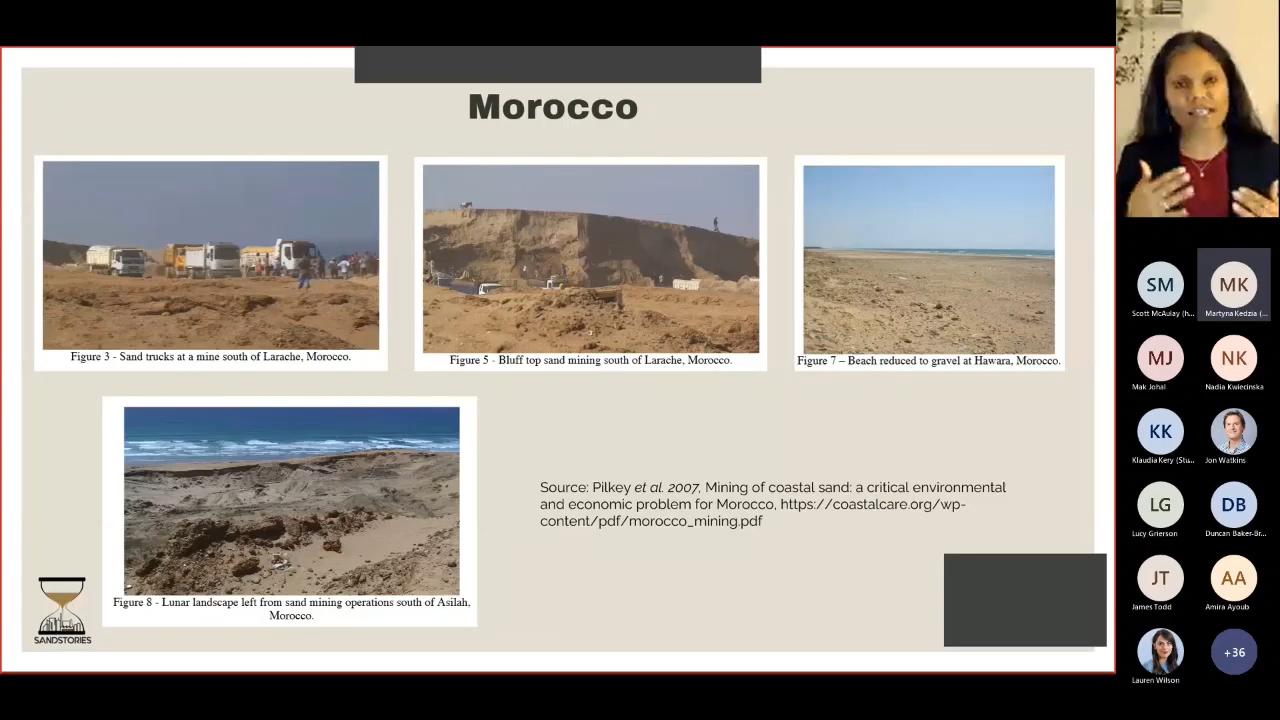 Morocco
Figure 3 - Sand trucks at a mine south of Larache, Morocco.
Figure 5 - Bluff top sand mining south of Larache, Morocco.
Figure 7 – Beach reduced to gravel at Hawara, Morocco.
Figure 8 - Lunar landscape left from sand mining operations south of Asilah,
Morocco.
Source: Pilkey et al. 2007, Mining of coastal sand: a critical environmental
and economic problem for Morocco, https://coastalcare.org/wp-
content/pdf/morocco_mining.pdf
SANDSTORIES
SM
Scott McAulay (h...
MK
Martyna Kedzia (...
MJ
Mak Johal
NK
Nadia Kwiecinska
KK
Klaudia Kery (Stu...
Jon Watkins
LG
Lucy Grierson
DB
Duncan Baker-Br...
JT
James Todd
AA
Amira Ayoub
Lauren Wilson
+36